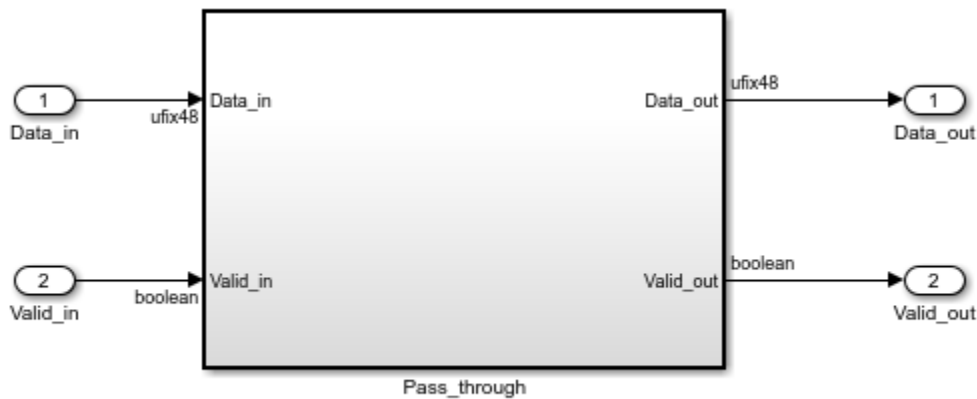 1
Data_in
ufix48
Data_in
Data_out
ufix48
1
Data_out
2
Valid_in
boolean
Valid_in
Valid_out
boolean
2
Valid_out
Pass_through